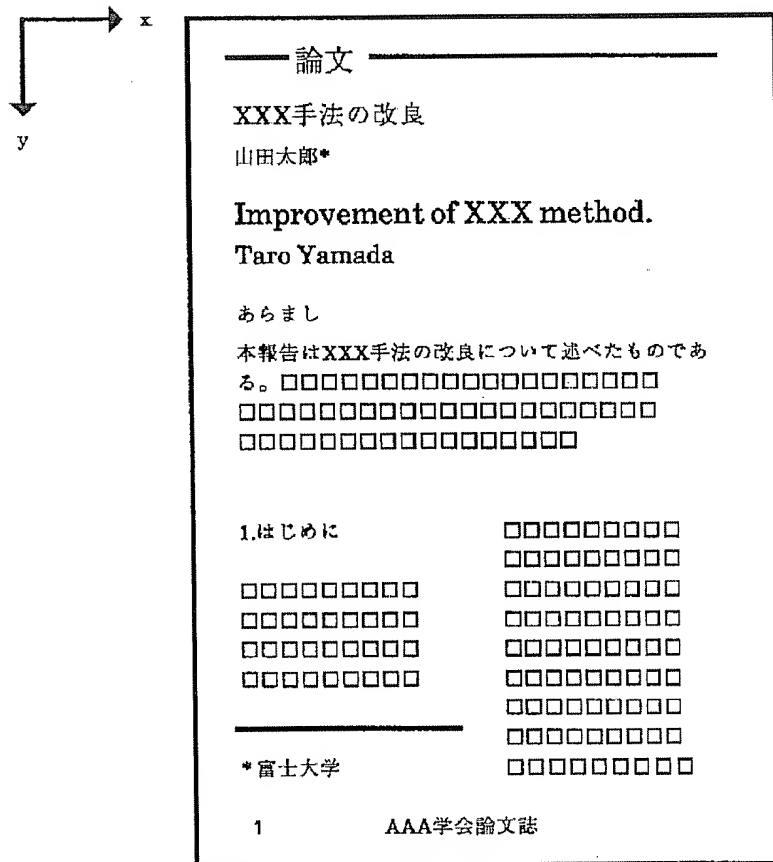 x
y
論文
XXX手法の改良
山田太郎*
Improvement of XXX method.
Taro Yamada
あらまし
本報告はXXX手法の改良について述べたものであ
る。□□□□□□□□□□□□□□□□□□□
□□□□□□□□□□□□□□□□□□□□□
□□□□□□□□□□□□□□□□□
1.はじめに
□□□□□□□□□
□□□□□□□□□
□□□□□□□□□
□□□□□□□□□
*富士大学
□□□□□□□□□
□□□□□□□□□
□□□□□□□□□
□□□□□□□□□
□□□□□□□□□
□□□□□□□□□
□□□□□□□□□
□□□□□□□□□
□□□□□□□□□
1 AAA学会論文誌